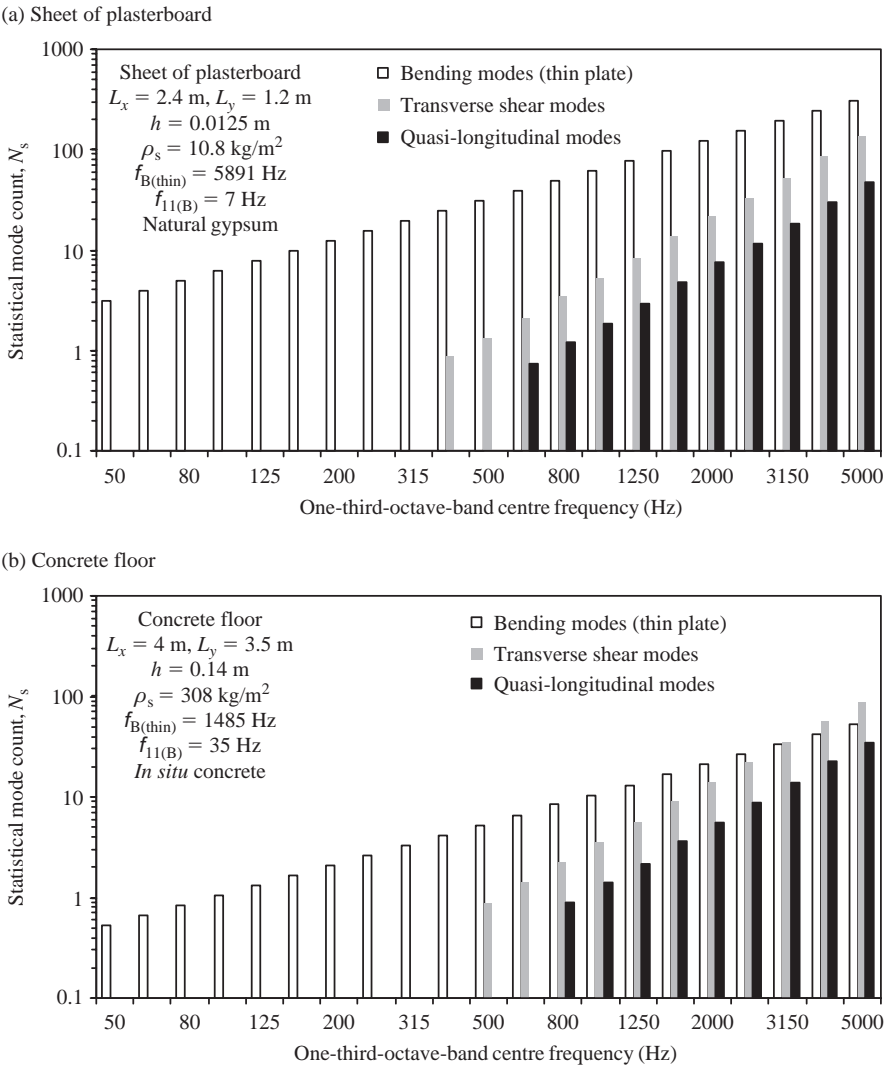 (a) Sheet of plasterboard
1000
100
10
1
0.1
Statistical mode count, Nₛ
Sheet of plasterboard
Lₓ = 2.4 m, L_y = 1.2 m
h = 0.0125 m
ρₛ = 10.8 kg/m²
f_B(thin) = 5891 Hz
f_11(B) = 7 Hz
Natural gypsum
Bending modes (thin plate)
Transverse shear modes
Quasi-longitudinal modes
50 80 125 200 315 500 800 1250 2000 3150 5000
One-third-octave-band centre frequency (Hz)
(b) Concrete floor
1000
100
10
1
0.1
Statistical mode count, Nₛ
Concrete floor
Lₓ = 4 m, L_y = 3.5 m
h = 0.14 m
ρₛ = 308 kg/m²
f_B(thin) = 1485 Hz
f_11(B) = 35 Hz
In situ concrete
Bending modes (thin plate)
Transverse shear modes
Quasi-longitudinal modes
50 80 125 200 315 500 800 1250 2000 3150 5000
One-third-octave-band centre frequency (Hz)